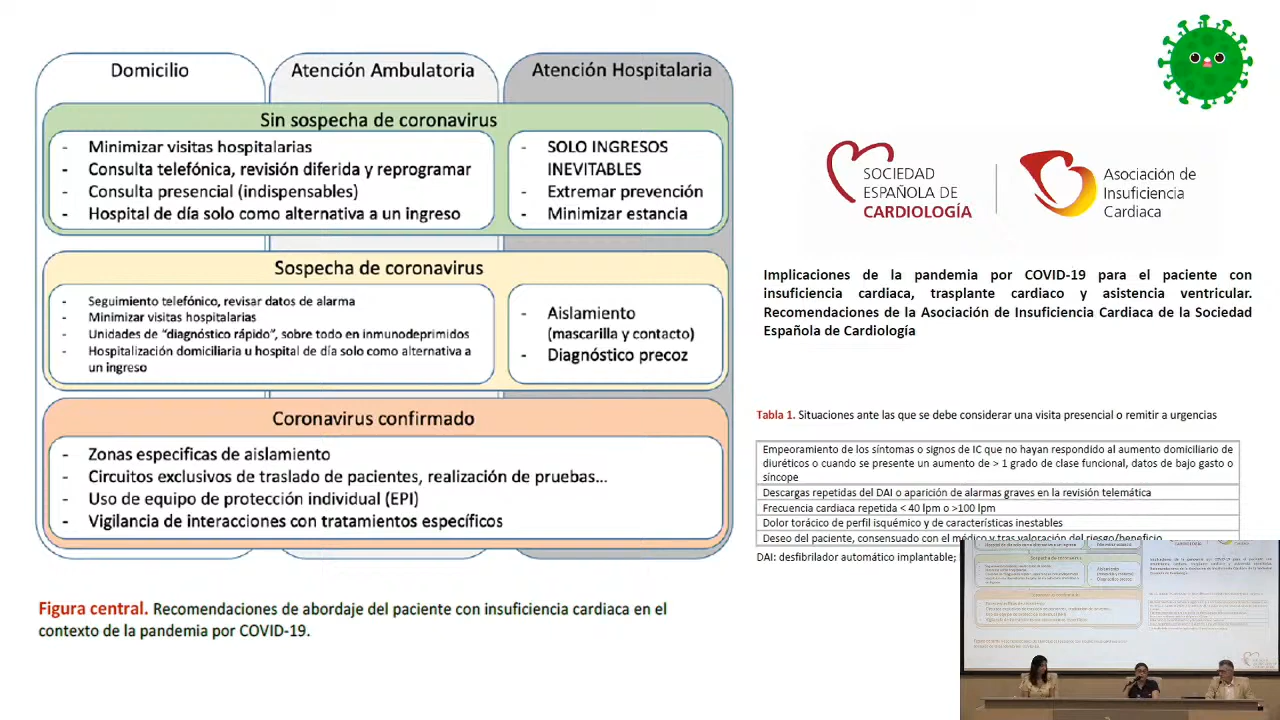 Domicilio
Atención Ambulatoria
Atención Hospitalaria
Sin sospecha de coronavirus
- Minimizar visitas hospitalarias
- Consulta telefónica, revisión diferida y reprogramar
- Consulta presencial (indispensables)
- Hospital de día solo como alternativa a un ingreso
- SOLO INGRESOS
INEVITABLES
- Extremar prevención
- Minimizar estancia
Sospecha de coronavirus
- Seguimiento telefónico, revisar datos de alarma
- Minimizar visitas hospitalarias
- Unidades de “diagnóstico rápido”, sobre todo en inmunodeprimidos
- Hospitalización domiciliaria u hospital de día solo como alternativa a
un ingreso
- Aislamiento
(mascarilla y contacto)
- Diagnóstico precoz
Coronavirus confirmado
- Zonas especificas de aislamiento
- Circuitos exclusivos de traslado de pacientes, realización de pruebas...
- Uso de equipo de protección individual (EPI)
- Vigilancia de interacciones con tratamientos específicos
Figura central. Recomendaciones de abordaje del paciente con insuficiencia cardiaca en el
contexto de la pandemia por COVID-19.
SOCIEDAD
ESPAÑOLA DE
CARDIOLOGÍA
Asociación de
Insuficiencia
Cardiaca
Implicaciones de la pandemia por COVID-19 para el paciente con
insuficiencia cardiaca, trasplante cardiaco y asistencia ventricular.
Recomendaciones de la Asociación de Insuficiencia Cardiaca de la Sociedad
Española de Cardiología
Tabla 1. Situaciones ante las que se debe considerar una visita presencial o remitir a urgencias
Empeoramiento de los síntomas o signos de IC que no hayan respondido al aumento domiciliario de
diuréticos o cuando se presente un aumento de > 1 grado de clase funcional, datos de bajo gasto o
síncope
Descargas repetidas del DAI o aparición de alarmas graves en la revisión telemática
Frecuencia cardiaca repetida < 40 lpm o >100 lpm
Dolor torácico de perfil isquémico y de características inestables
Deseo del paciente, consensuado con el médico y tras valoración del riesgo/beneficio
DAI: desfibrilador automático implantable;